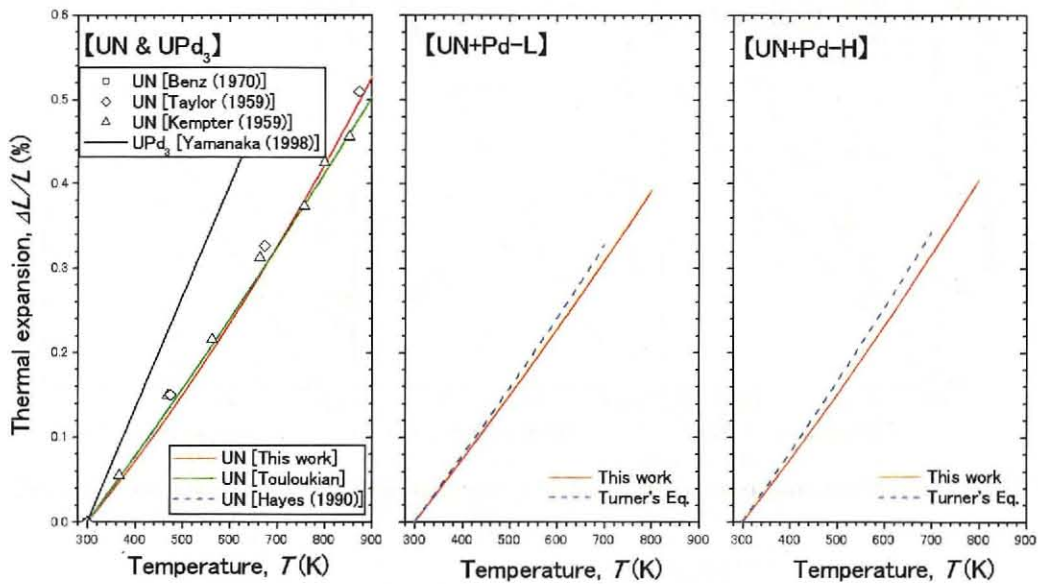 Thermal expansion, ΔL/L (%)
0.6
0.5
0.4
0.3
0.2
0.1
0.0
【UN & UPd₃】
UN [Benz (1970)]
UN [Taylor (1959)]
UN [Kempter (1959)]
UPd₃ [Yamanaka (1998)]
UN [This work]
UN [Touloukian]
UN [Hayes (1990)]
300 400 500 600 700 800 900
Temperature, T (K)
【UN+Pd-L】
This work
Turner's Eq.
300 400 500 600 700 800 900
Temperature, T (K)
【UN+Pd-H】
This work
Turner's Eq.
300 400 500 600 700 800 900
Temperature, T (K)